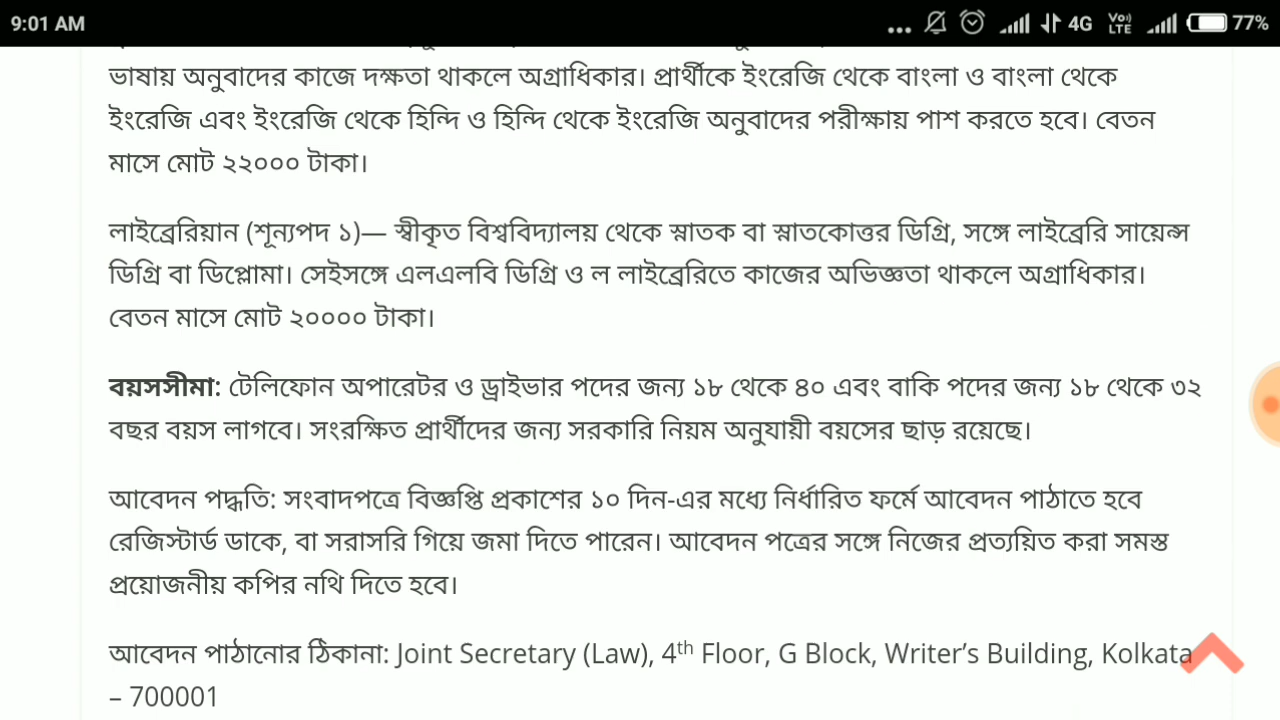 9:01 AM
4G
Vo)
LTE
77%
ভাষায় অনুবাদের কাজে দক্ষতা থাকলে অগ্রাধিকার। প্রার্থীকে ইংরেজি থেকে বাংলা ও বাংলা থেকে
ইংরেজি এবং ইংরেজি থেকে হিন্দি ও হিন্দি থেকে ইংরেজি অনুবাদের পরীক্ষায় পাশ করতে হবে। বেতন
মাসে মোট ২২০০০ টাকা।
লাইব্রেরিয়ান (শূন্যপদ ১)— স্বীকৃত বিশ্ববিদ্যালয় থেকে স্নাতক বা স্নাতকোত্তর ডিগ্রি, সঙ্গে লাইব্রেরি সায়েন্স
ডিগ্রি বা ডিপ্লোমা। সেইসঙ্গে এলএলবি ডিগ্রি ও ল লাইব্রেরিতে কাজের অভিজ্ঞতা থাকলে অগ্রাধিকার।
বেতন মাসে মোট ২০০০০ টাকা।
বয়সসীমা: টেলিফোন অপারেটর ও ড্রাইভার পদের জন্য ১৮ থেকে ৪০ এবং বাকি পদের জন্য ১৮ থেকে ৩২
বছর বয়স লাগবে। সংরক্ষিত প্রার্থীদের জন্য সরকারি নিয়ম অনুযায়ী বয়সের ছাড় রয়েছে।
আবেদন পদ্ধতি: সংবাদপত্রে বিজ্ঞপ্তি প্রকাশের ১০ দিন-এর মধ্যে নির্ধারিত ফর্মে আবেদন পাঠাতে হবে
রেজিস্টার্ড ডাকে, বা সরাসরি গিয়ে জমা দিতে পারেন। আবেদন পত্রের সঙ্গে নিজের প্রত্যয়িত করা সমস্ত
প্রয়োজনীয় কপির নথি দিতে হবে।
আবেদন পাঠানোর ঠিকানা: Joint Secretary (Law), 4th Floor, G Block, Writer’s Building, Kolkata
– 700001